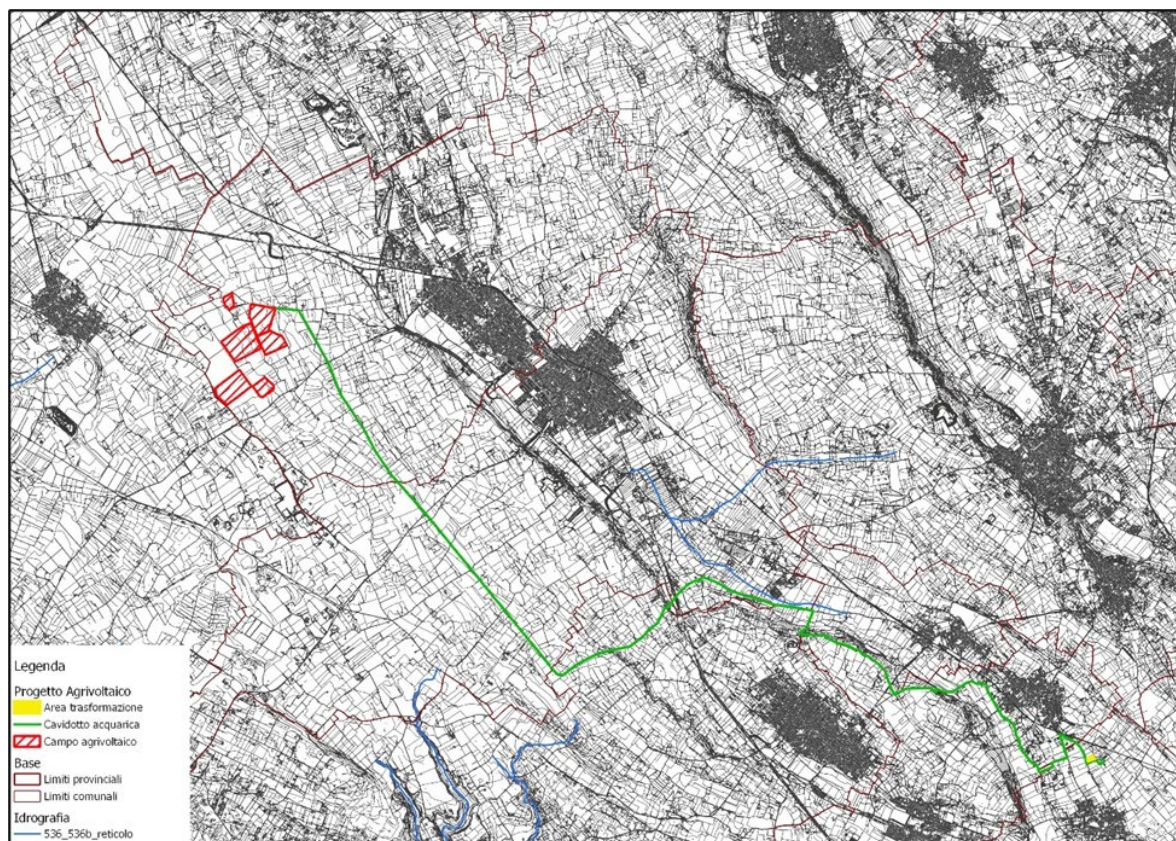 Legenda
Progetto Agrivoltaico
Area trasformazione
Cavidotto acquarica
Campo agrivoltaico
Base
Limiti provinciali
Limiti comunali
Idrografia
536_536b_reticolo